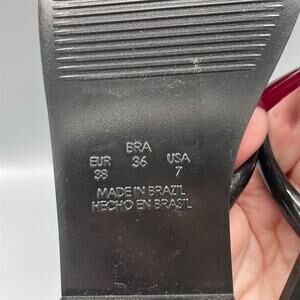 BRA
EUR 36 USA
38 7
MADE IN BRAZIL
HECHO EN BRASIL